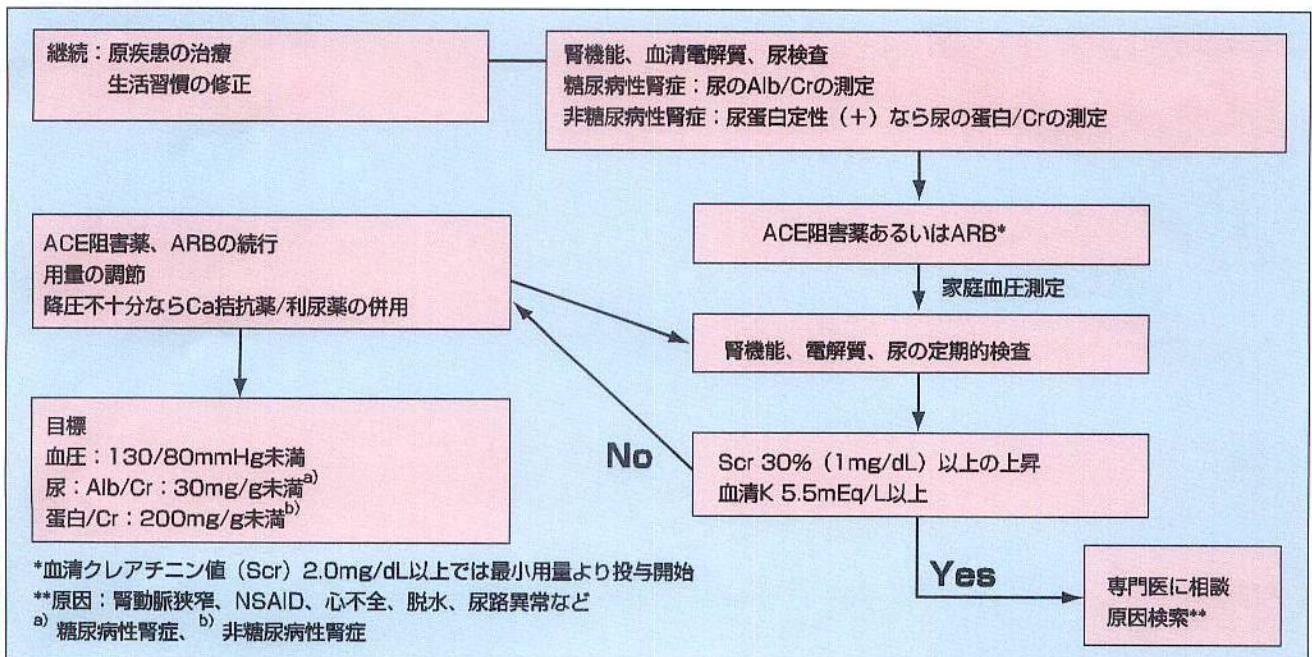 継続：原疾患の治療
生活習慣の修正
腎機能、血清電解質、尿検査
糖尿病性腎症：尿のAlb/Crの測定
非糖尿病性腎症：尿蛋白定性（+）なら尿の蛋白/Crの測定
ACE阻害薬あるいはARB*
家庭血圧測定
腎機能、電解質、尿の定期的検査
Scr 30%（1mg/dL）以上の上昇
血清K 5.5mEq/L以上
No
ACE阻害薬、ARBの続行
用量の調節
降圧不十分ならCa拮抗薬/利尿薬の併用
目標
血圧：130/80mmHg未満
尿：Alb/Cr：30mg/g未満a)
蛋白/Cr：200mg/g未満b)
Yes
専門医に相談
原因検索**
*血清クレアチニン値（Scr）2.0mg/dL以上では最小用量より投与開始
**原因：腎動脈狭窄、NSAID、心不全、脱水、尿路異常など
a) 糖尿病性腎症、b) 非糖尿病性腎症